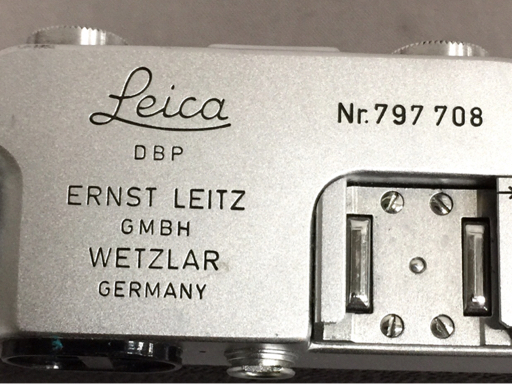 Leica
DBP
ERNST LEITZ
GMBH
WETZLAR
GERMANY
Nr. 797 708